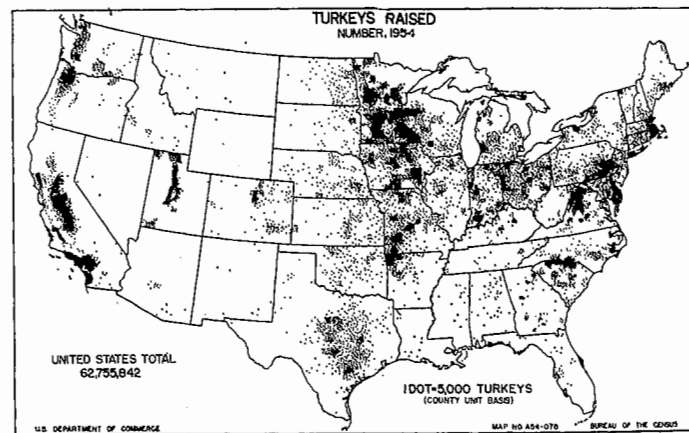 TURKEYS RAISED
NUMBER, 1954
UNITED STATES TOTAL
62,755,842
1 DOT=5,000 TURKEYS
(COUNTY UNIT BASIS)
U.S. DEPARTMENT OF COMMERCE
MAP NO A54-078
BUREAU OF THE CENSUS